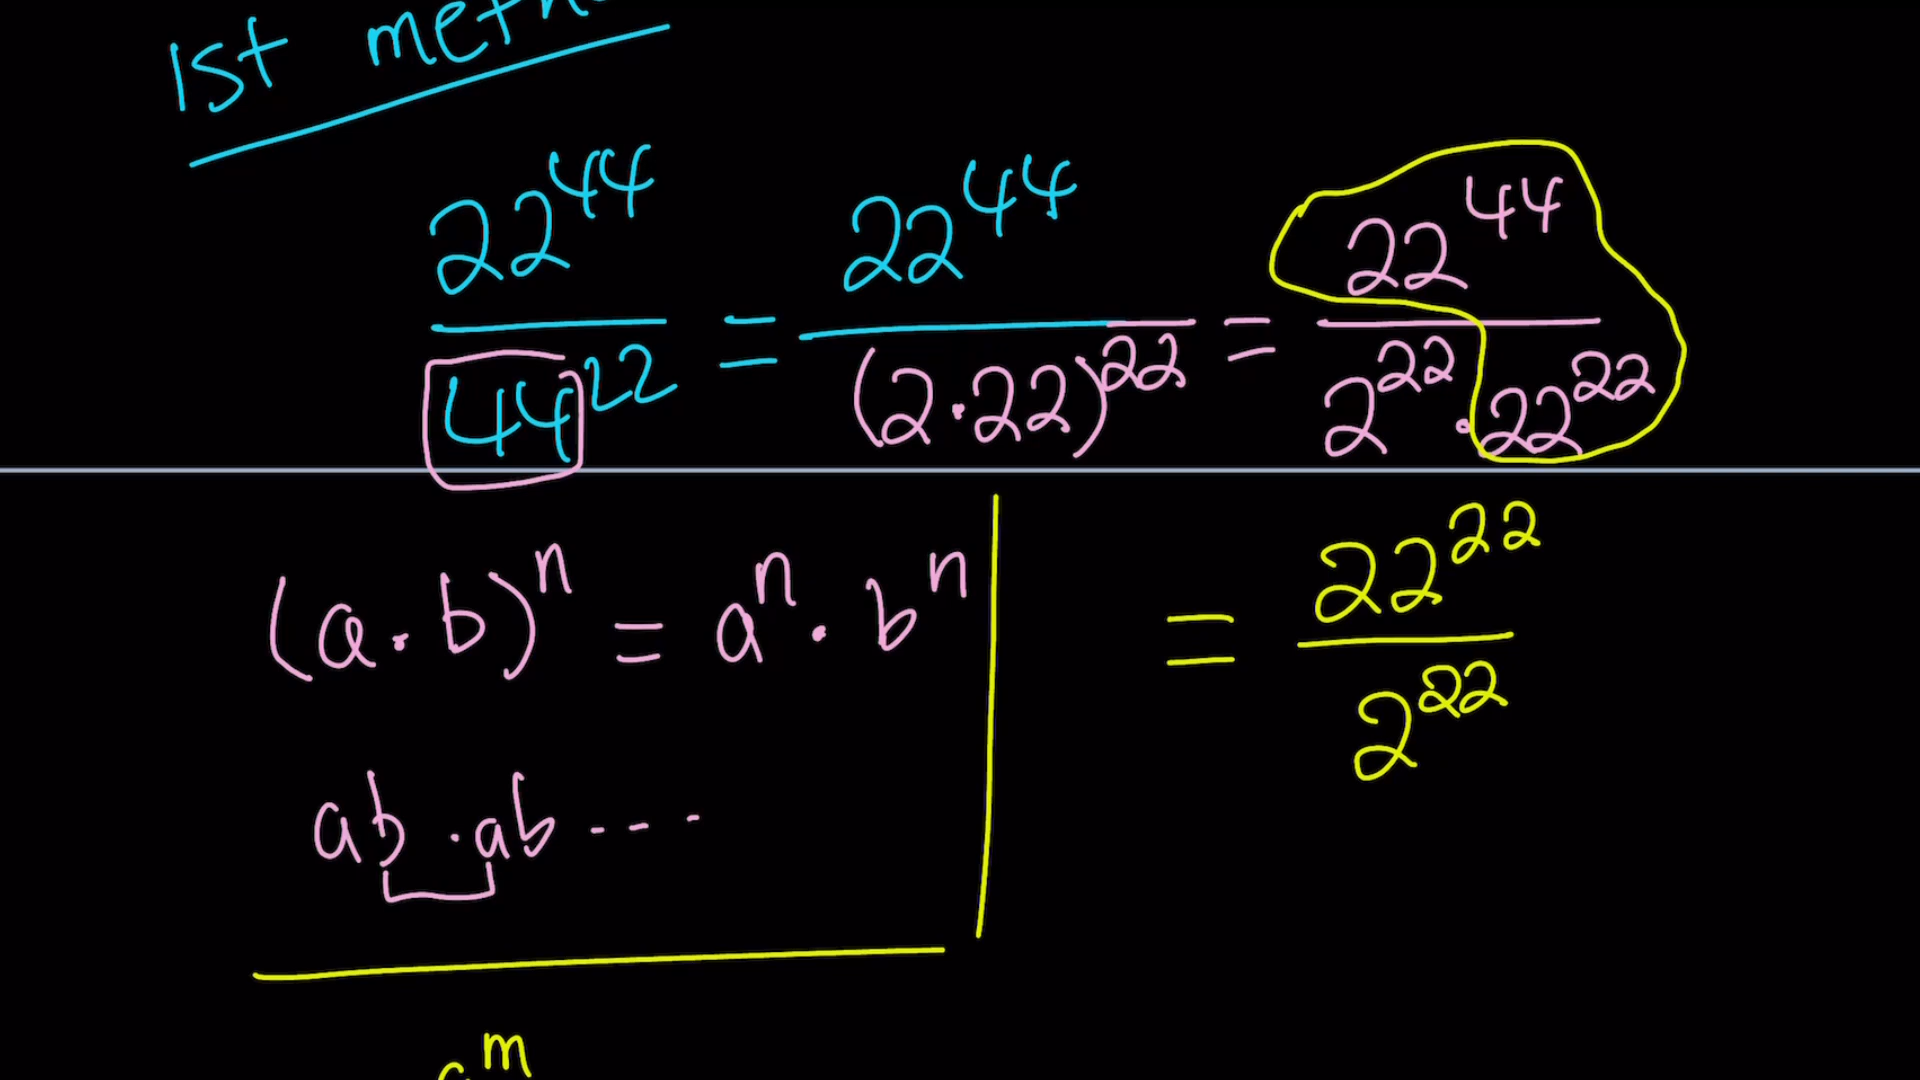 1st meth
22^44 / 44^22 = 22^44 / (2·22)^22 = 22^44 / 2^22·22^22
(a·b)^n = a^n·b^n
= 22^22 / 2^22
ab·ab ----
a^m